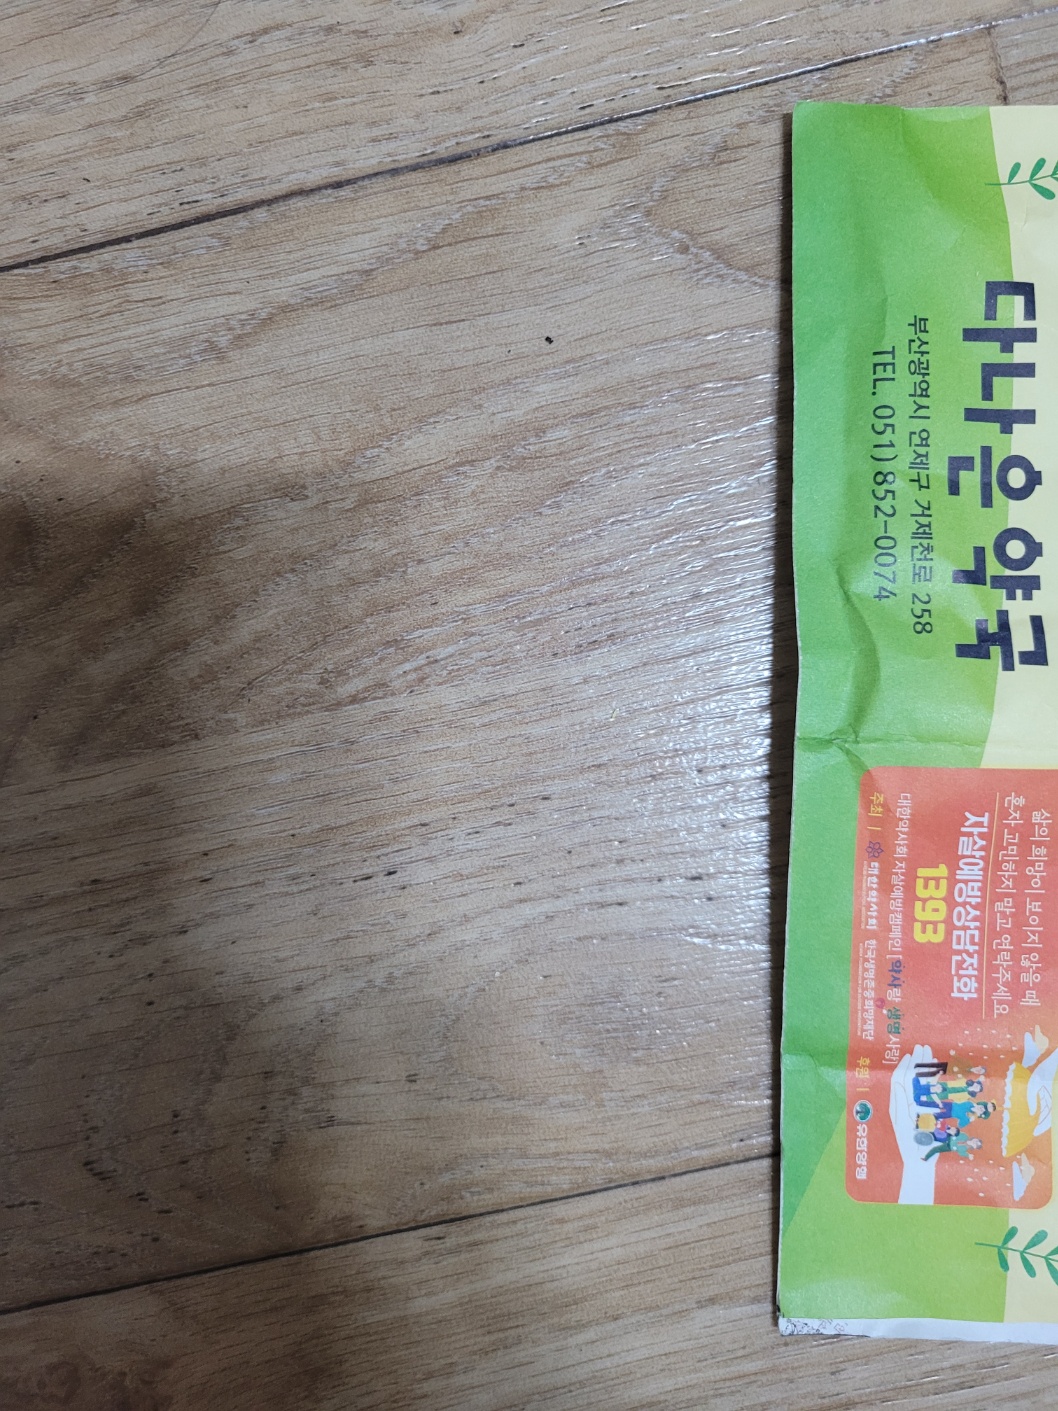 다나은약국
부산광역시 연제구 거제천로 258
TEL. 051) 852-0074
삶의 희망이 보이지 않을 때
혼자 고민하지 말고 연락주세요
자살예방상담전화
1393
대한약사회 자살예방캠페인 [약사랑 생명사랑]
주최 | 대한약사회 한국생명존중희망재단 후원 | 유한양행